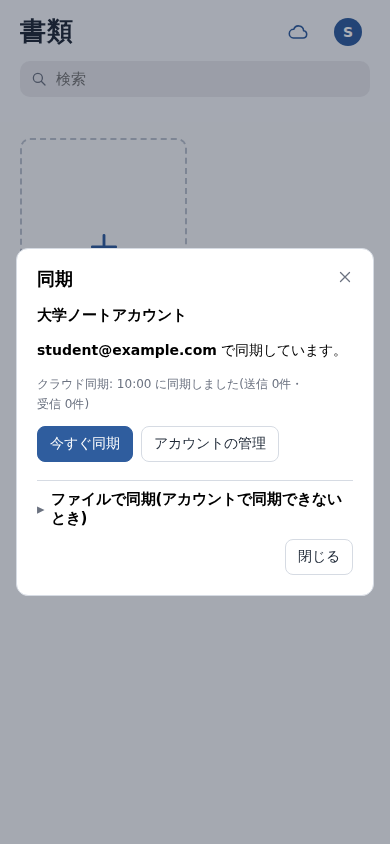 書類
S
検索
同期
大学ノートアカウント
student@example.com で同期しています。
クラウド同期: 10:00 に同期しました(送信 0件・
受信 0件)
今すぐ同期
アカウントの管理
ファイルで同期(アカウントで同期できない
とき)
閉じる